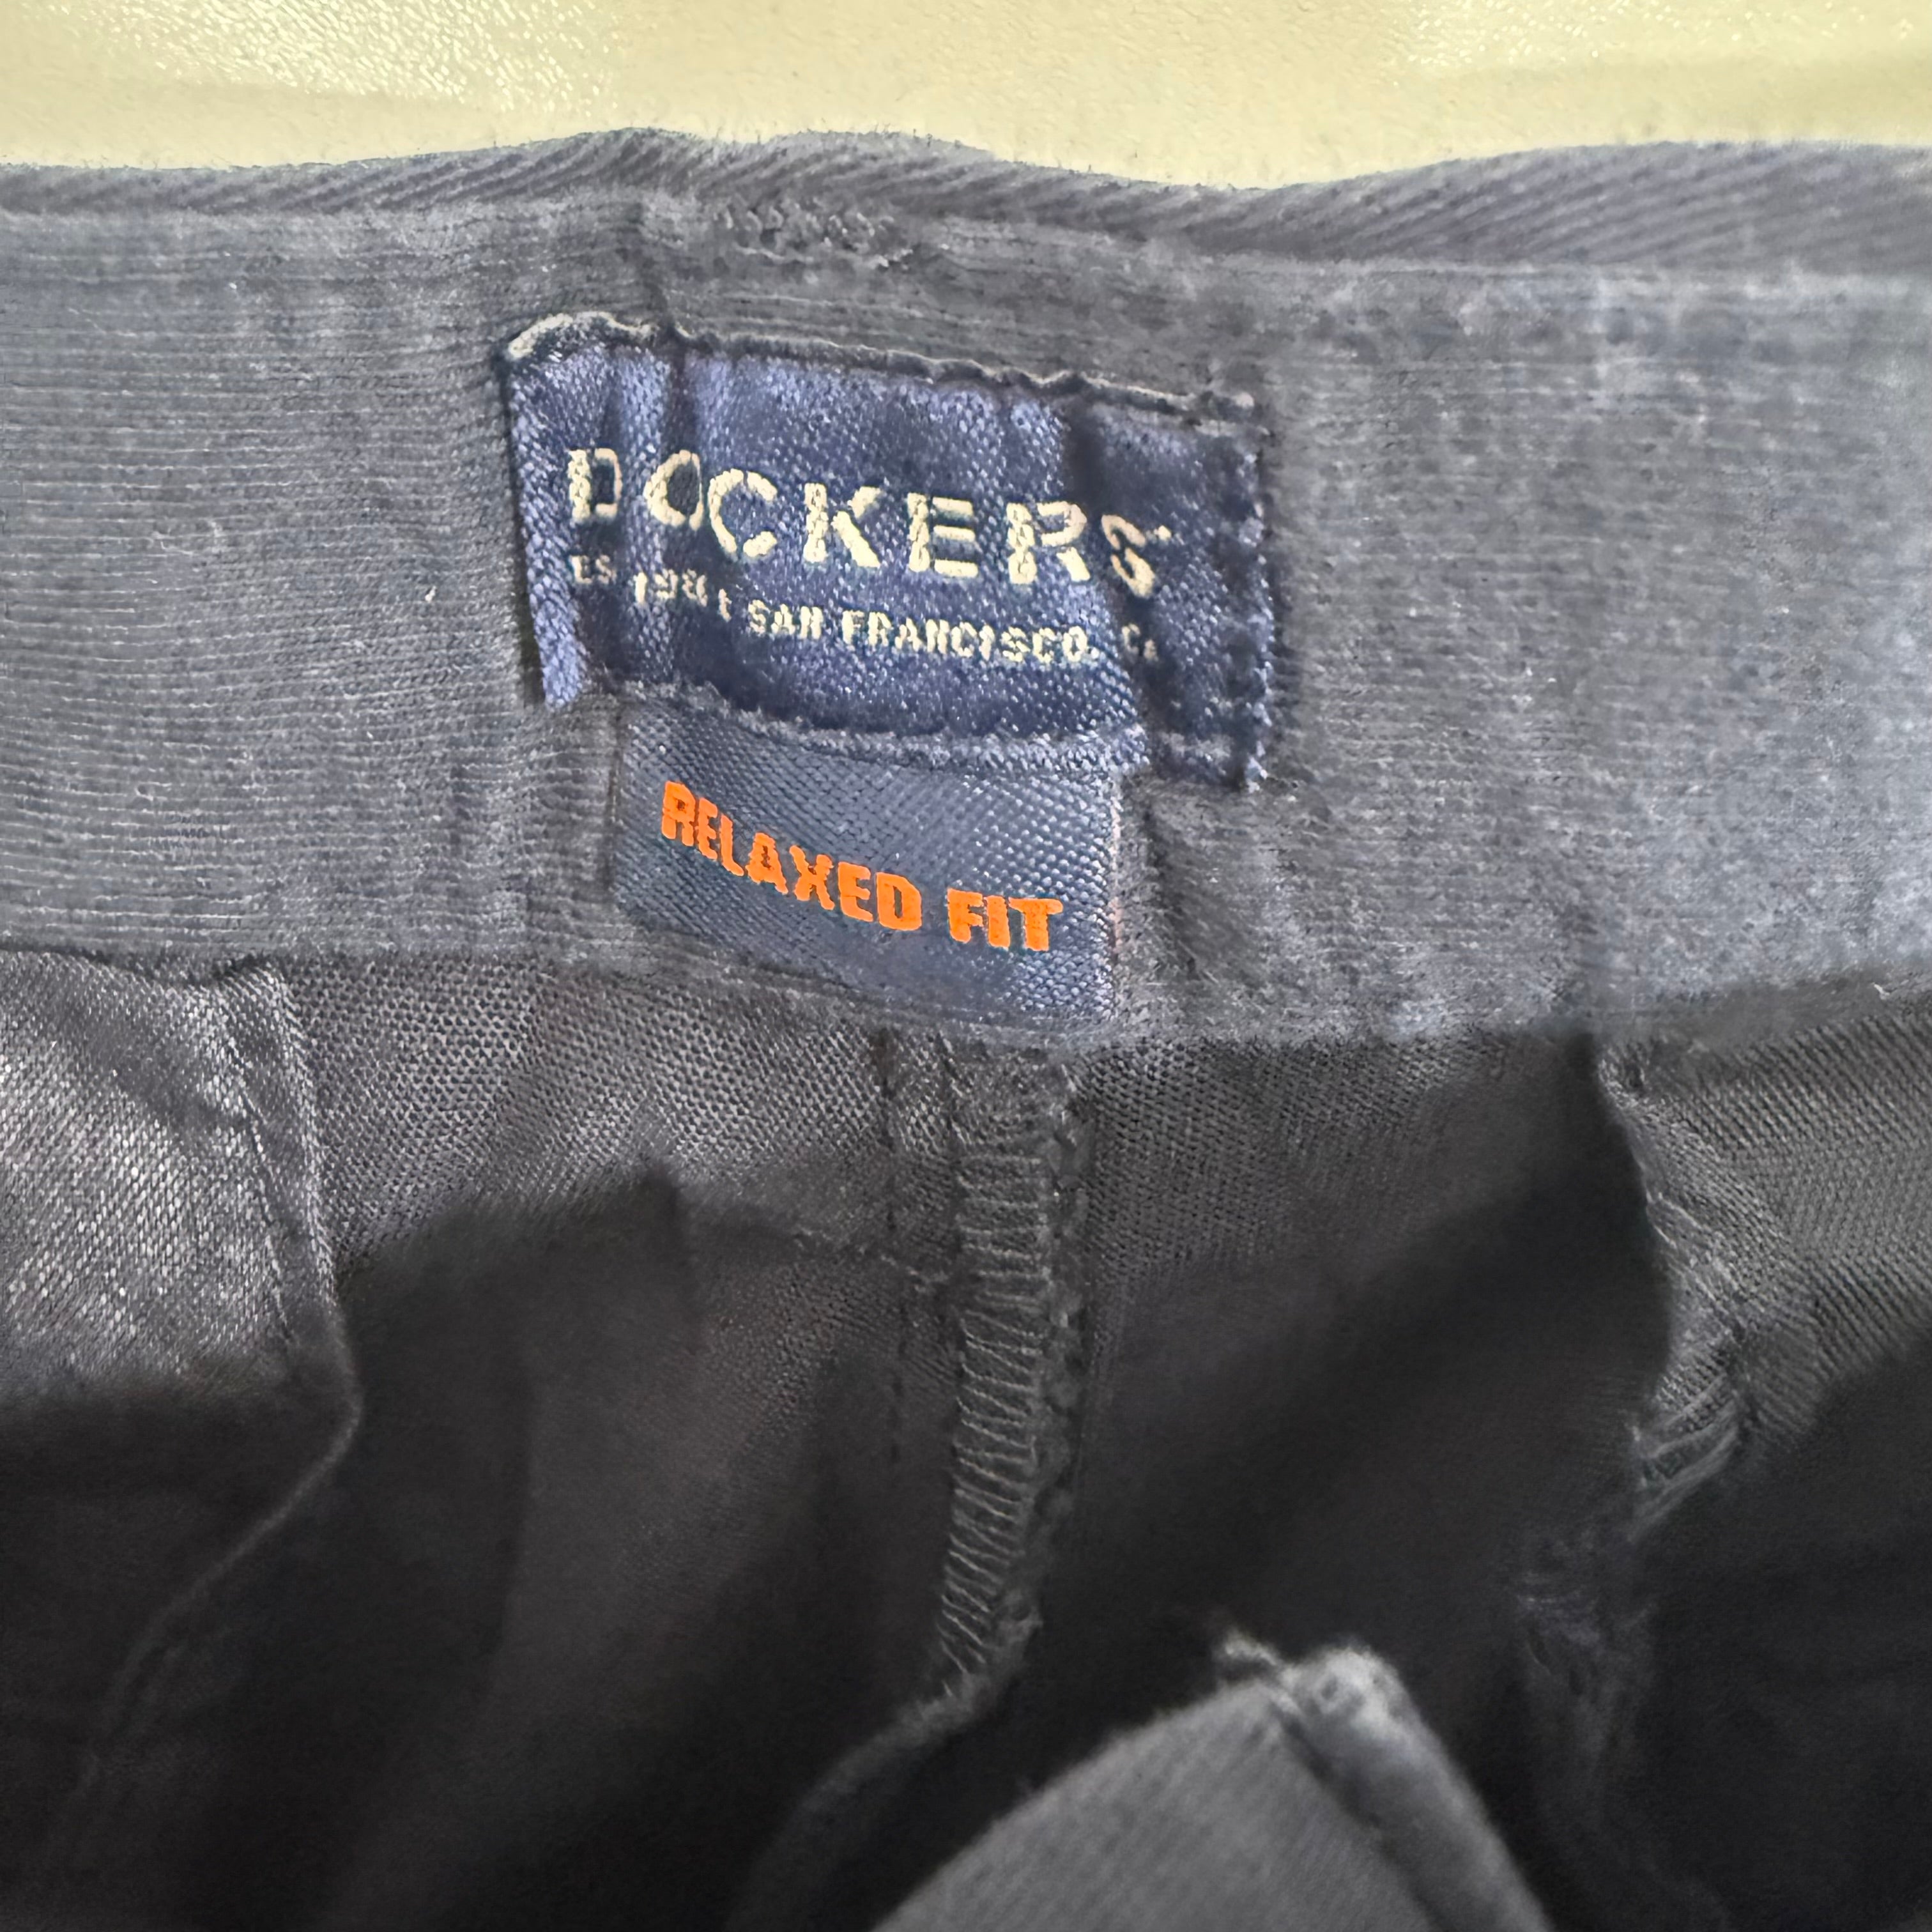 DOCKERS
SAN FRANCISCO.
RELAXED FIT